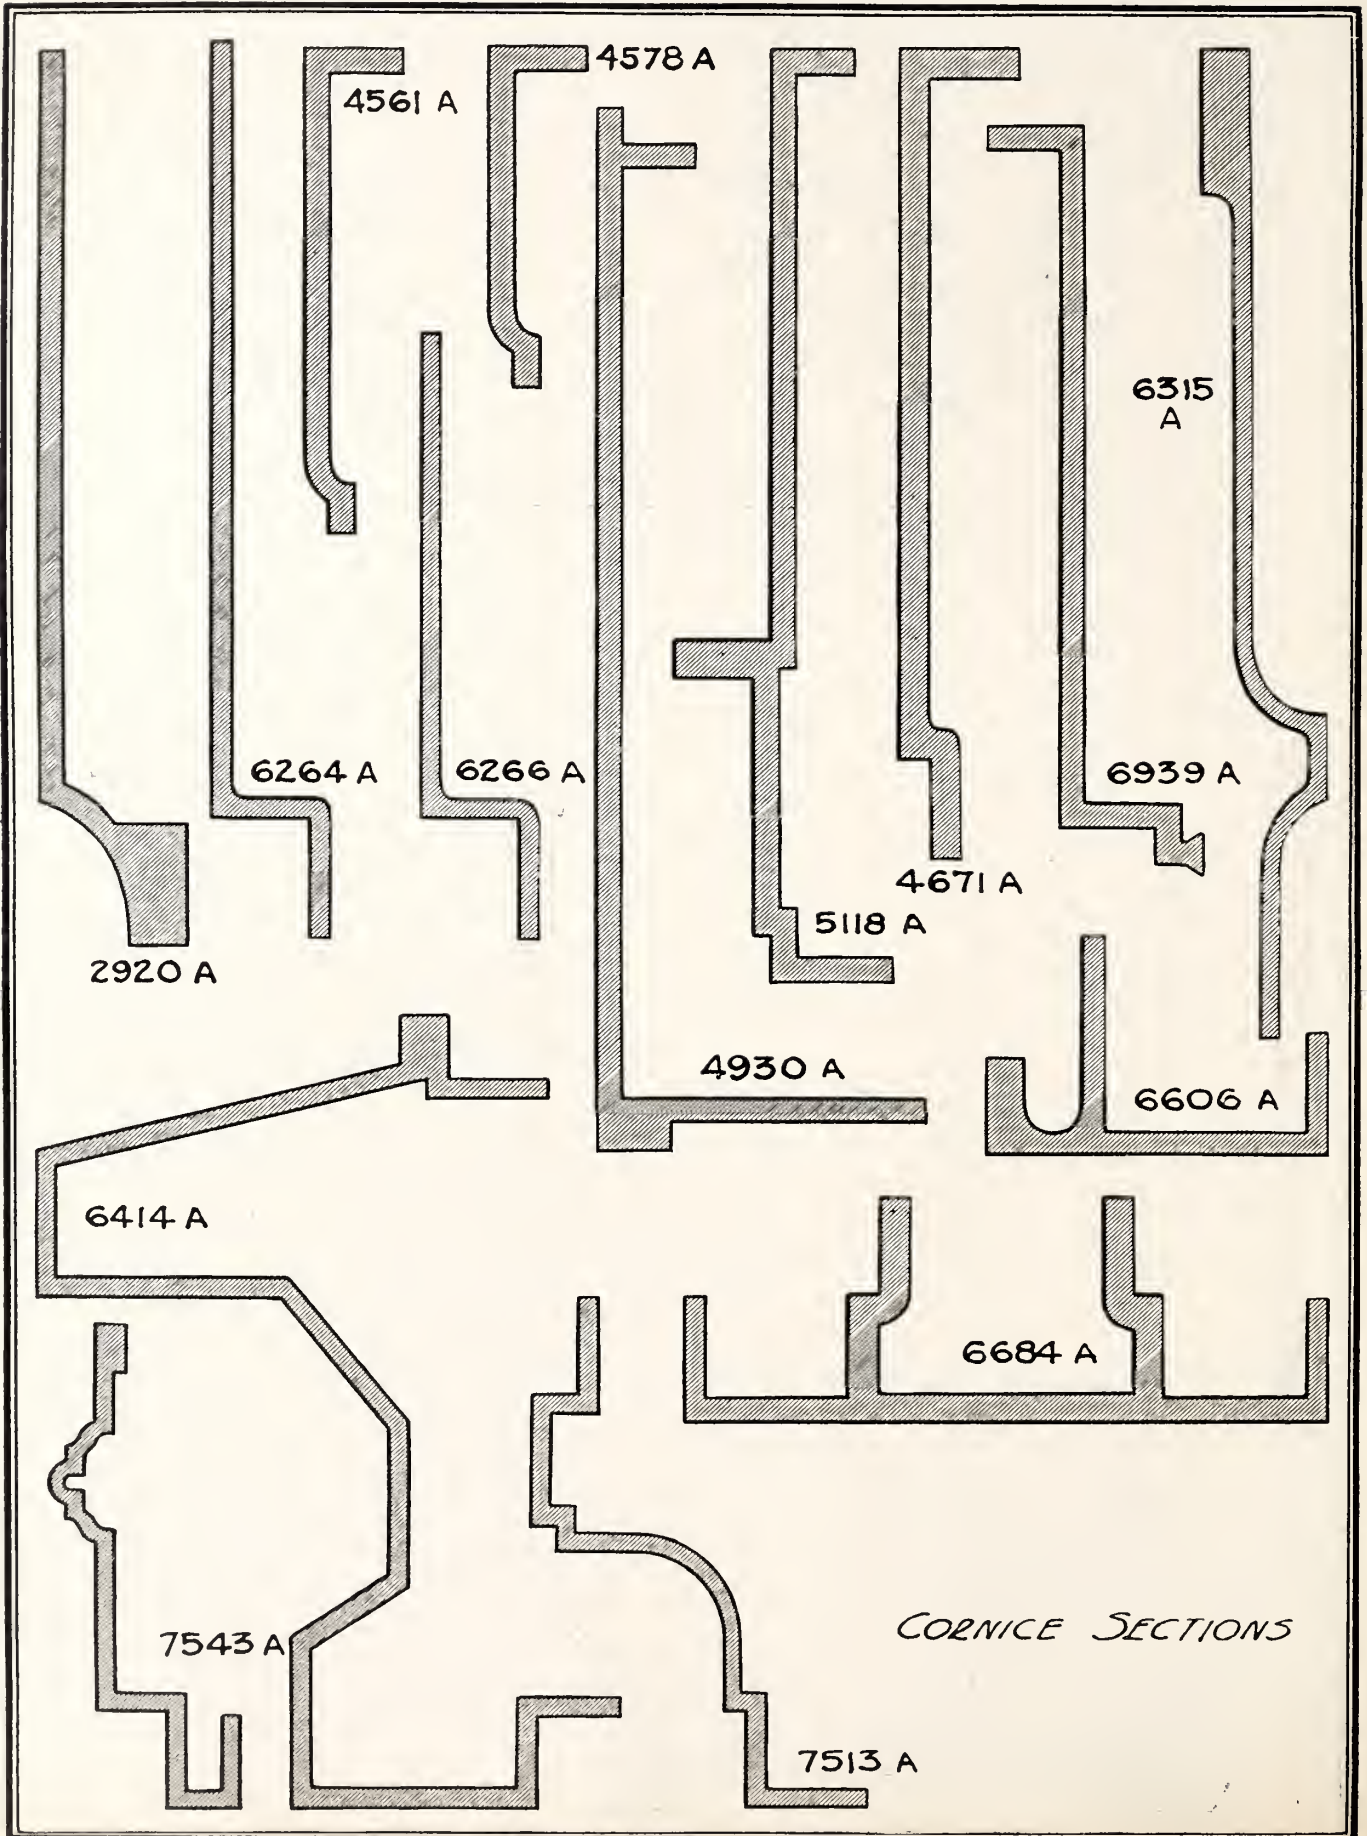 4578 A
4561 A
6315
A
6264 A
6266 A
6939 A
4671 A
5118 A
2920 A
4930 A
6606 A
6414 A
6684 A
CORNICE SECTIONS
7543 A
7513 A